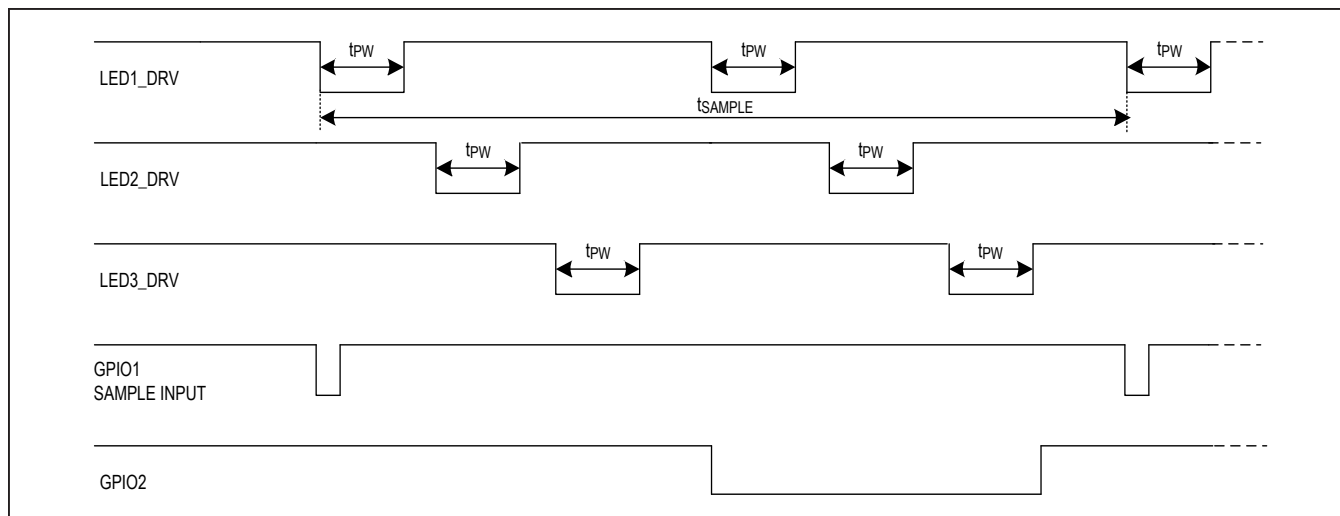 tPW tPW tPW
LED1_DRV
tSAMPLE
tPW tPW
LED2_DRV
tPW tPW
LED3_DRV
GPIO1
SAMPLE INPUT
GPIO2